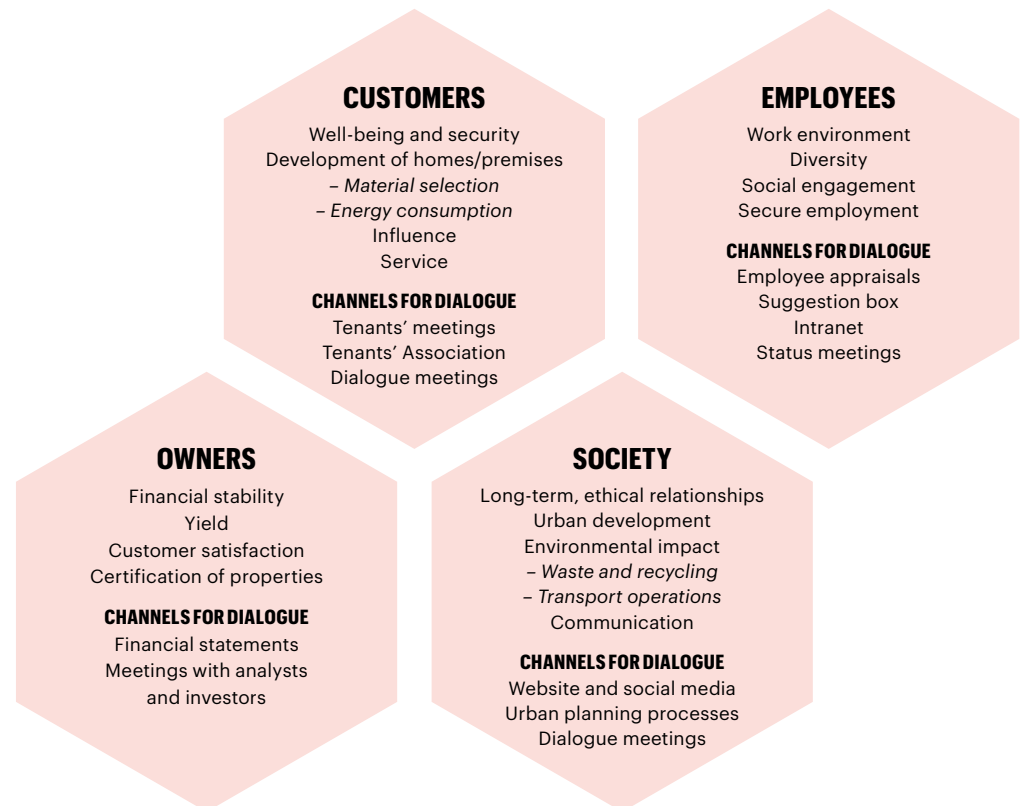 CUSTOMERS
Well-being and security
Development of homes/premises
– Material selection
– Energy consumption
Influence
Service
CHANNELS FOR DIALOGUE
Tenants’ meetings
Tenants’ Association
Dialogue meetings
EMPLOYEES
Work environment
Diversity
Social engagement
Secure employment
CHANNELS FOR DIALOGUE
Employee appraisals
Suggestion box
Intranet
Status meetings
OWNERS
Financial stability
Yield
Customer satisfaction
Certification of properties
CHANNELS FOR DIALOGUE
Financial statements
Meetings with analysts
and investors
SOCIETY
Long-term, ethical relationships
Urban development
Environmental impact
– Waste and recycling
– Transport operations
Communication
CHANNELS FOR DIALOGUE
Website and social media
Urban planning processes
Dialogue meetings